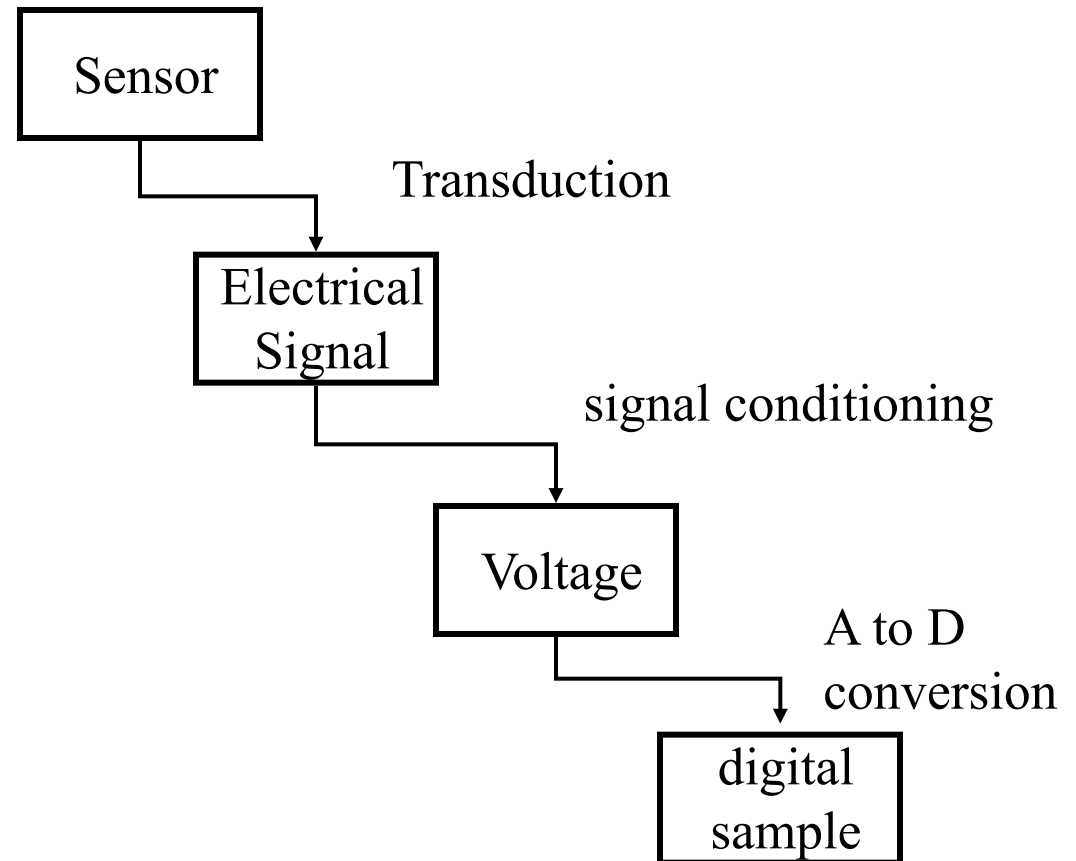 Sensor
Transduction
Electrical
Signal
signal conditioning
Voltage
A to D
conversion
digital
sample